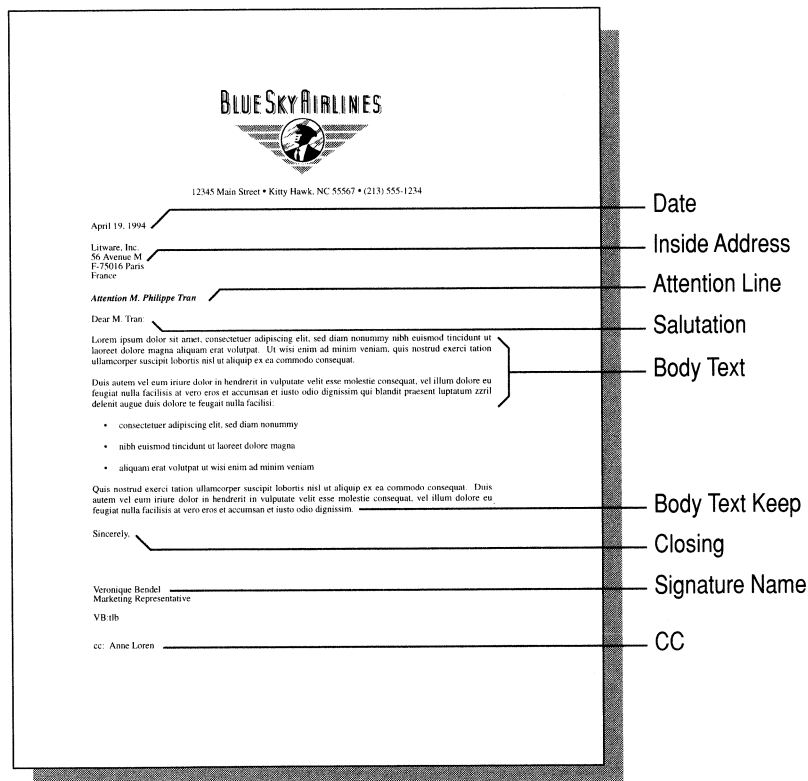 BLUE SKY AIRLINES
12345 Main Street • Kitty Hawk, NC 55567 • (213) 555-1234
April 19, 1994
Date
Litware, Inc.
56 Avenue M
F-75016 Paris
France
Inside Address
Attention M. Philippe Tran
Attention Line
Dear M. Tran:
Salutation
Lorem ipsum dolor sit amet, consectetuer adipiscing elit, sed diam nonummy nibh euismod tincidunt ut
laoreet dolore magna aliquam erat volutpat. Ut wisi enim ad minim veniam, quis nostrud exerci tation
ullamcorper suscipit lobortis nisl ut aliquip ex ea commodo consequat.
Body Text
Duis autem vel eum iriure dolor in hendrerit in vulputate velit esse molestie consequat, vel illum dolore eu
feugiat nulla facilisis at vero eros et accumsan et iusto odio dignissim qui blandit praesent luptatum zzril
delenit augue duis dolore te feugait nulla facilisi:
• consectetuer adipiscing elit, sed diam nonummy
• nibh euismod tincidunt ut laoreet dolore magna
• aliquam erat volutpat ut wisi enim ad minim veniam
Quis nostrud exerci tation ullamcorper suscipit lobortis nisl ut aliquip ex ea commodo consequat. Duis
autem vel eum iriure dolor in hendrerit in vulputate velit esse molestie consequat, vel illum dolore eu
feugiat nulla facilisis at vero eros et accumsan et iusto odio dignissim.
Body Text Keep
Sincerely,
Closing
Veronique Bendel
Marketing Representative
Signature Name
VB:tlb
cc: Anne Loren
CC